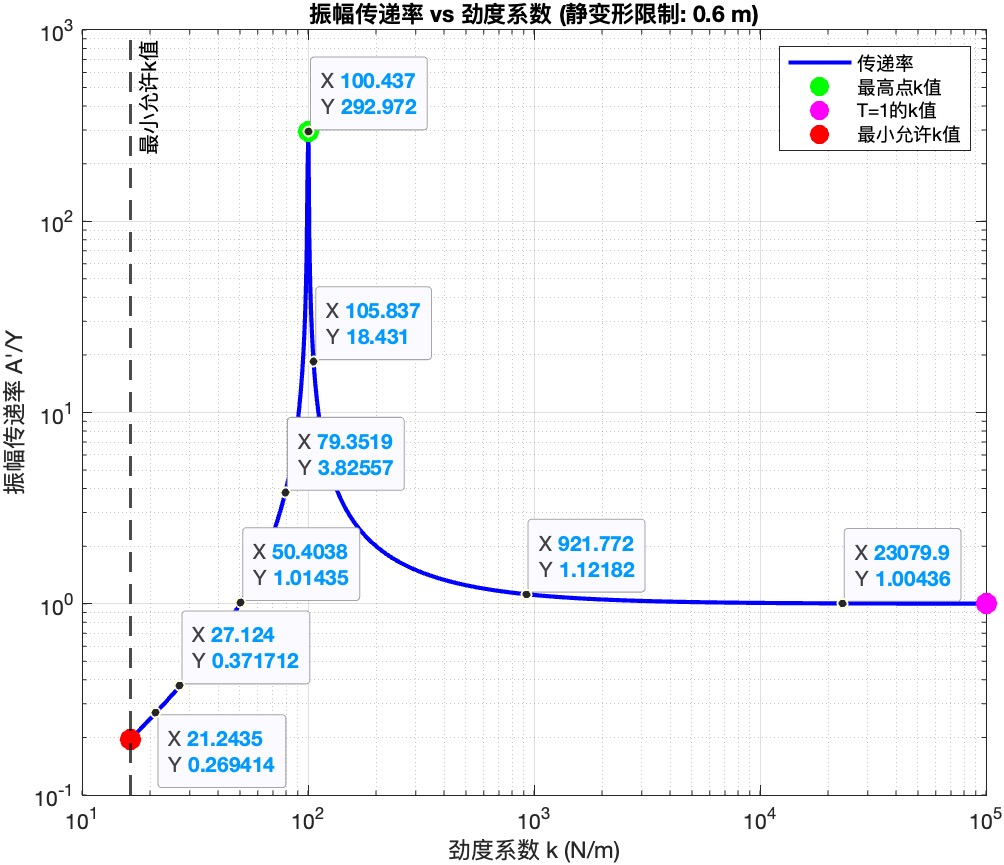 振幅传递率 vs 劲度系数 (静变形限制: 0.6 m)
10^3
最小允许k值
X 100.437
Y 292.972
传递率
最高点k值
T=1的k值
最小允许k值
10^2
X 105.837
Y 18.431
振幅传递率 A'/Y
10^1
X 79.3519
Y 3.82557
X 50.4038
Y 1.01435
X 921.772
Y 1.12182
X 23079.9
Y 1.00436
10^0
X 27.124
Y 0.371712
X 21.2435
Y 0.269414
10^-1
10^1 10^2 10^3 10^4 10^5
劲度系数 k (N/m)